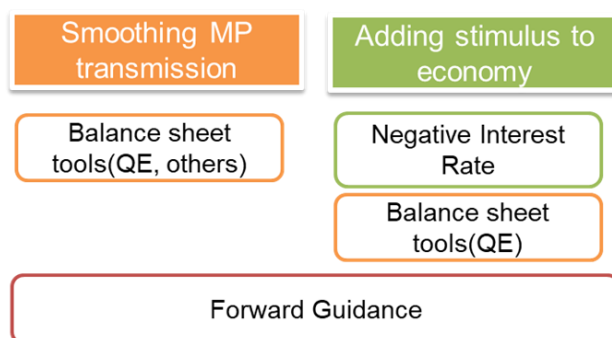 Smoothing MP
transmission
Adding stimulus to
economy
Balance sheet
tools(QE, others)
Negative Interest
Rate
Balance sheet
tools(QE)
Forward Guidance